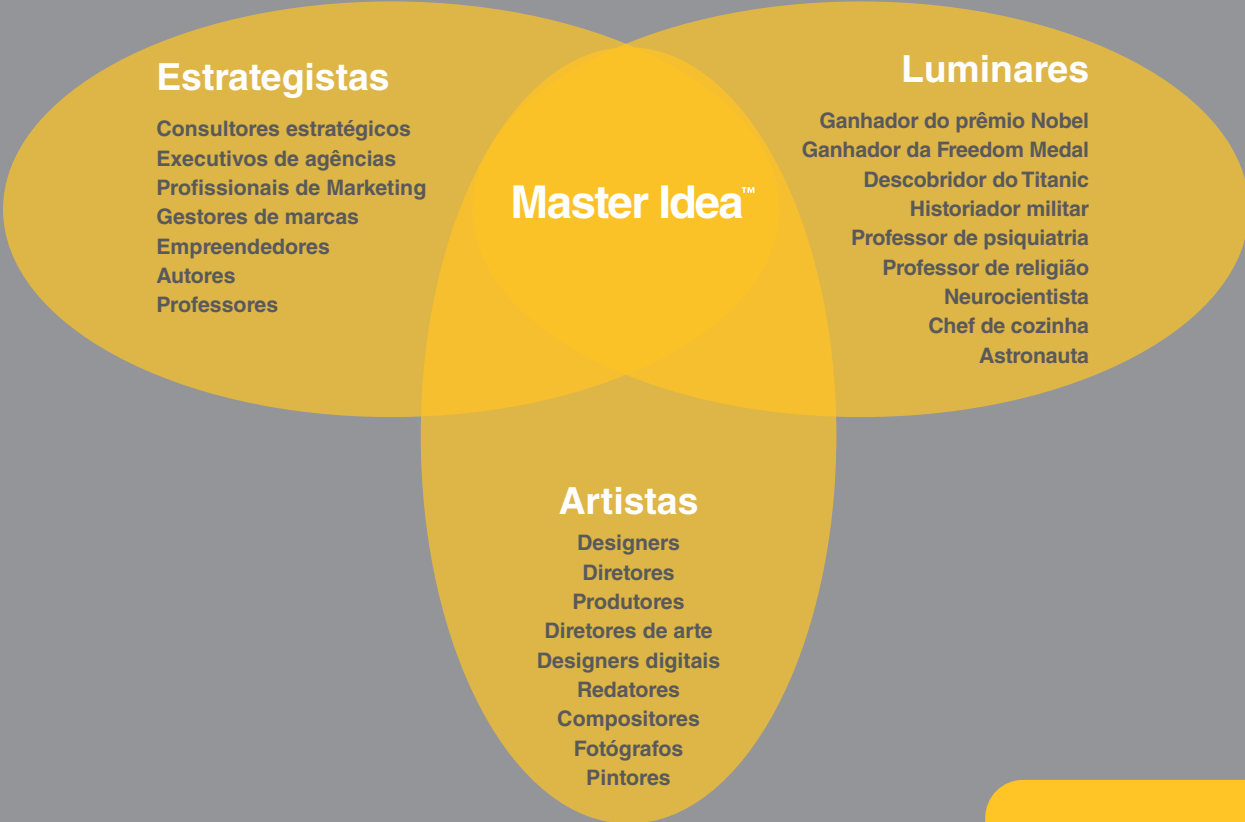 Estrategistas
Consultores estratégicos
Executivos de agências
Profissionais de Marketing
Gestores de marcas
Empreendedores
Autores
Professores
Master Idea™
Luminares
Ganhador do prêmio Nobel
Ganhador da Freedom Medal
Descobridor do Titanic
Historiador militar
Professor de psiquiatria
Professor de religião
Neurocientista
Chef de cozinha
Astronauta
Artistas
Designers
Diretores
Produtores
Diretores de arte
Designers digitais
Redatores
Compositores
Fotógrafos
Pintores